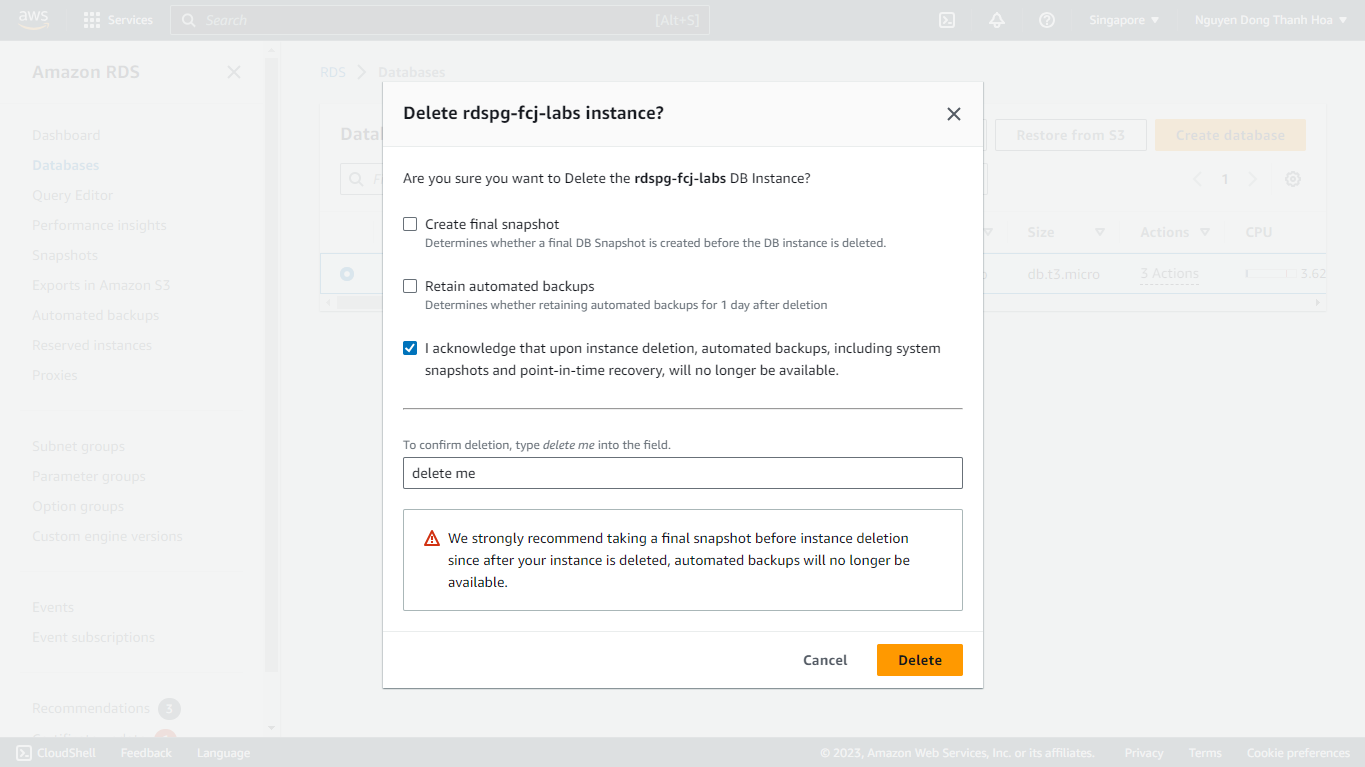 aws
Services
Search
[Alt+S]
Singapore
Nguyen Dong Thanh Hoa
Amazon RDS
Dashboard
Databases
Query Editor
Performance insights
Snapshots
Exports in Amazon S3
Automated backups
Reserved instances
Proxies
Subnet groups
Parameter groups
Option groups
Custom engine versions
Events
Event subscriptions
Recommendations 3
RDS
Databases
Restore from S3
Create database
1
Size
Actions
CPU
db.t3.micro
3 Actions
3.62
Delete rdspg-fcj-labs instance?
Are you sure you want to Delete the rdspg-fcj-labs DB Instance?
Create final snapshot
Determines whether a final DB Snapshot is created before the DB instance is deleted.
Retain automated backups
Determines whether retaining automated backups for 1 day after deletion
I acknowledge that upon instance deletion, automated backups, including system
snapshots and point-in-time recovery, will no longer be available.
To confirm deletion, type delete me into the field.
delete me
We strongly recommend taking a final snapshot before instance deletion
since after your instance is deleted, automated backups will no longer be
available.
Cancel
Delete
CloudShell
Feedback
Language
© 2023, Amazon Web Services, Inc. or its affiliates.
Privacy
Terms
Cookie preferences